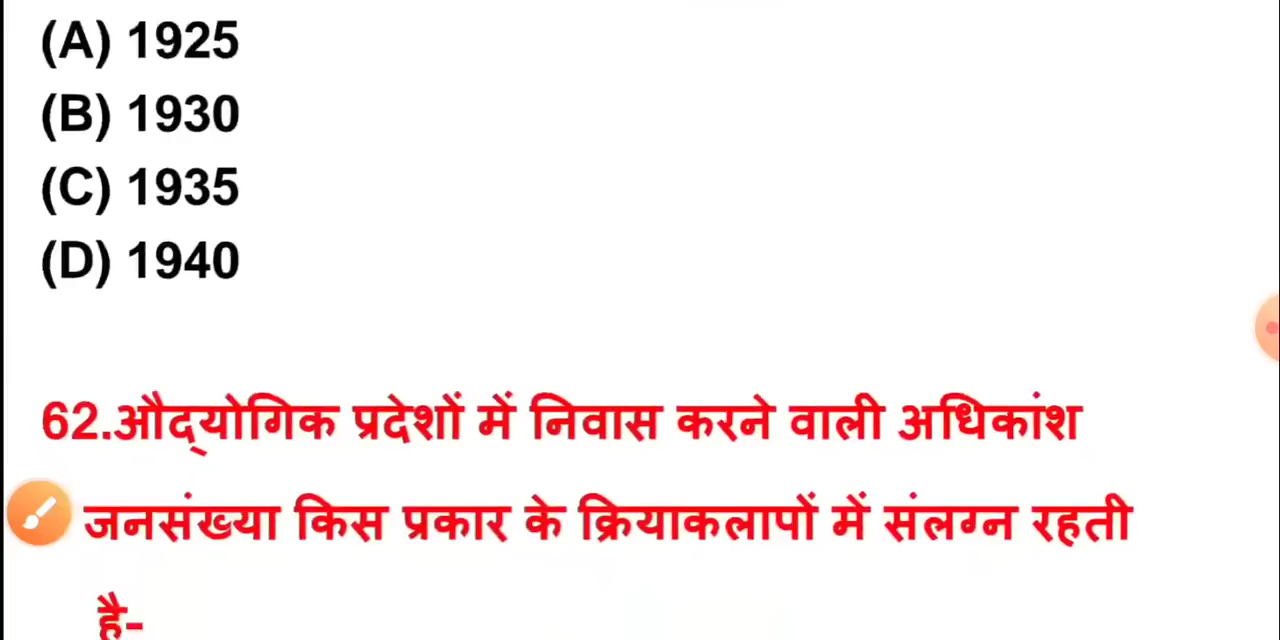 (A) 1925
(B) 1930
(C) 1935
(D) 1940
62.औद्योगिक प्रदेशों में निवास करने वाली अधिकांश
जनसंख्या किस प्रकार के क्रियाकलापों में संलग्न रहती
है-